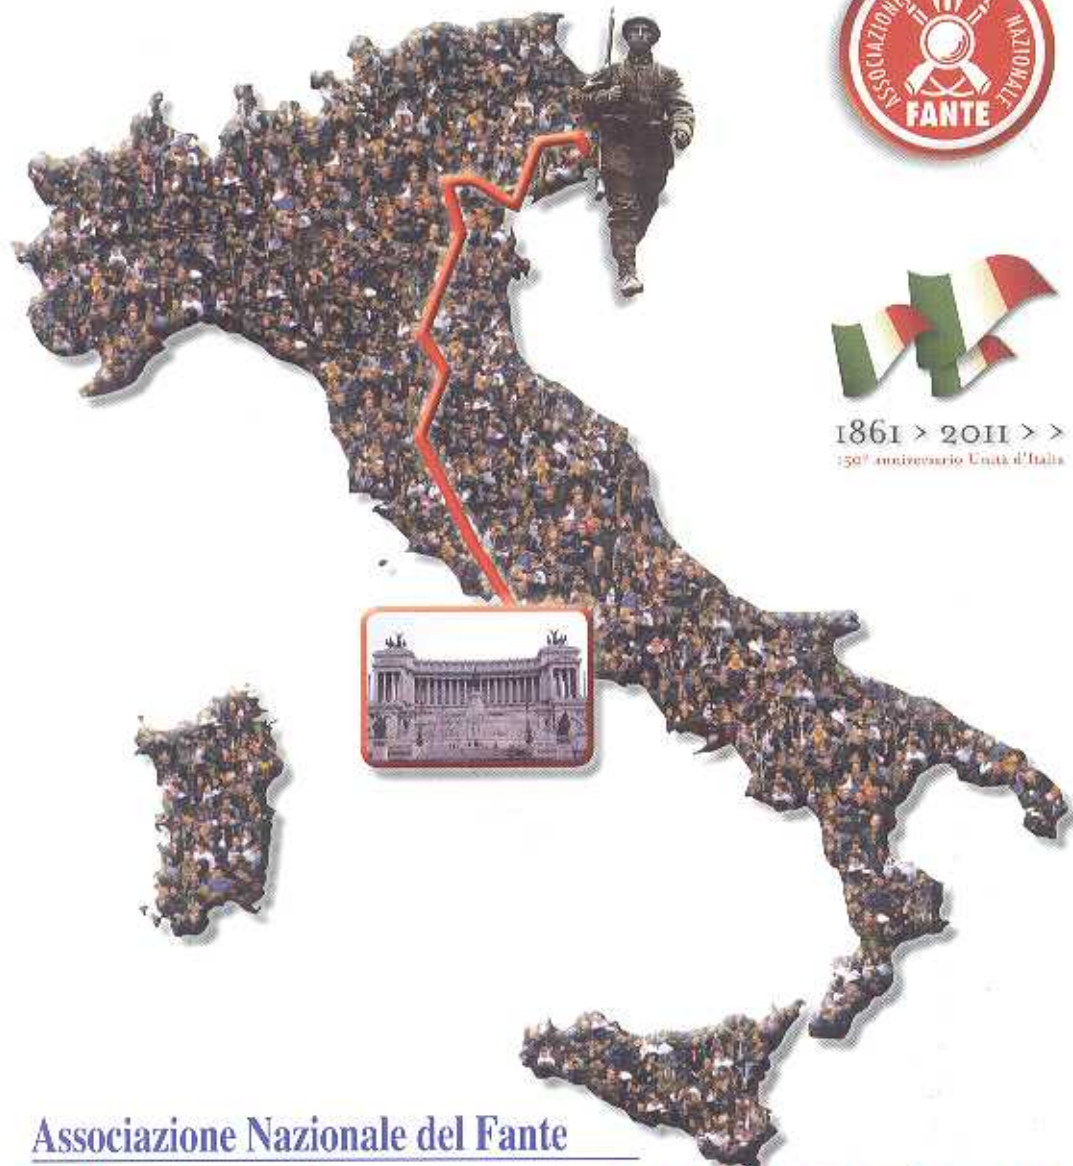 ASSOCIAZIONE NAZIONALE
FANTE
1861 > 2011 > >
150° anniversario Unità d'Italia
Associazione Nazionale del Fante